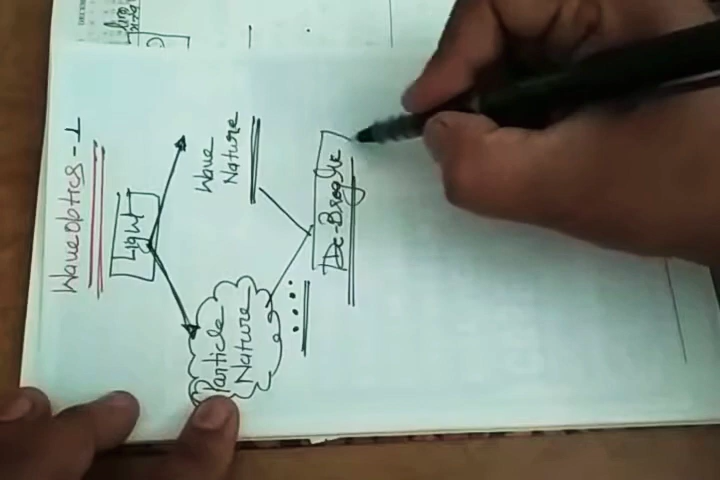 Wave Optics - 1
Light
Wave
Nature
Particle
Nature
De-Broglie